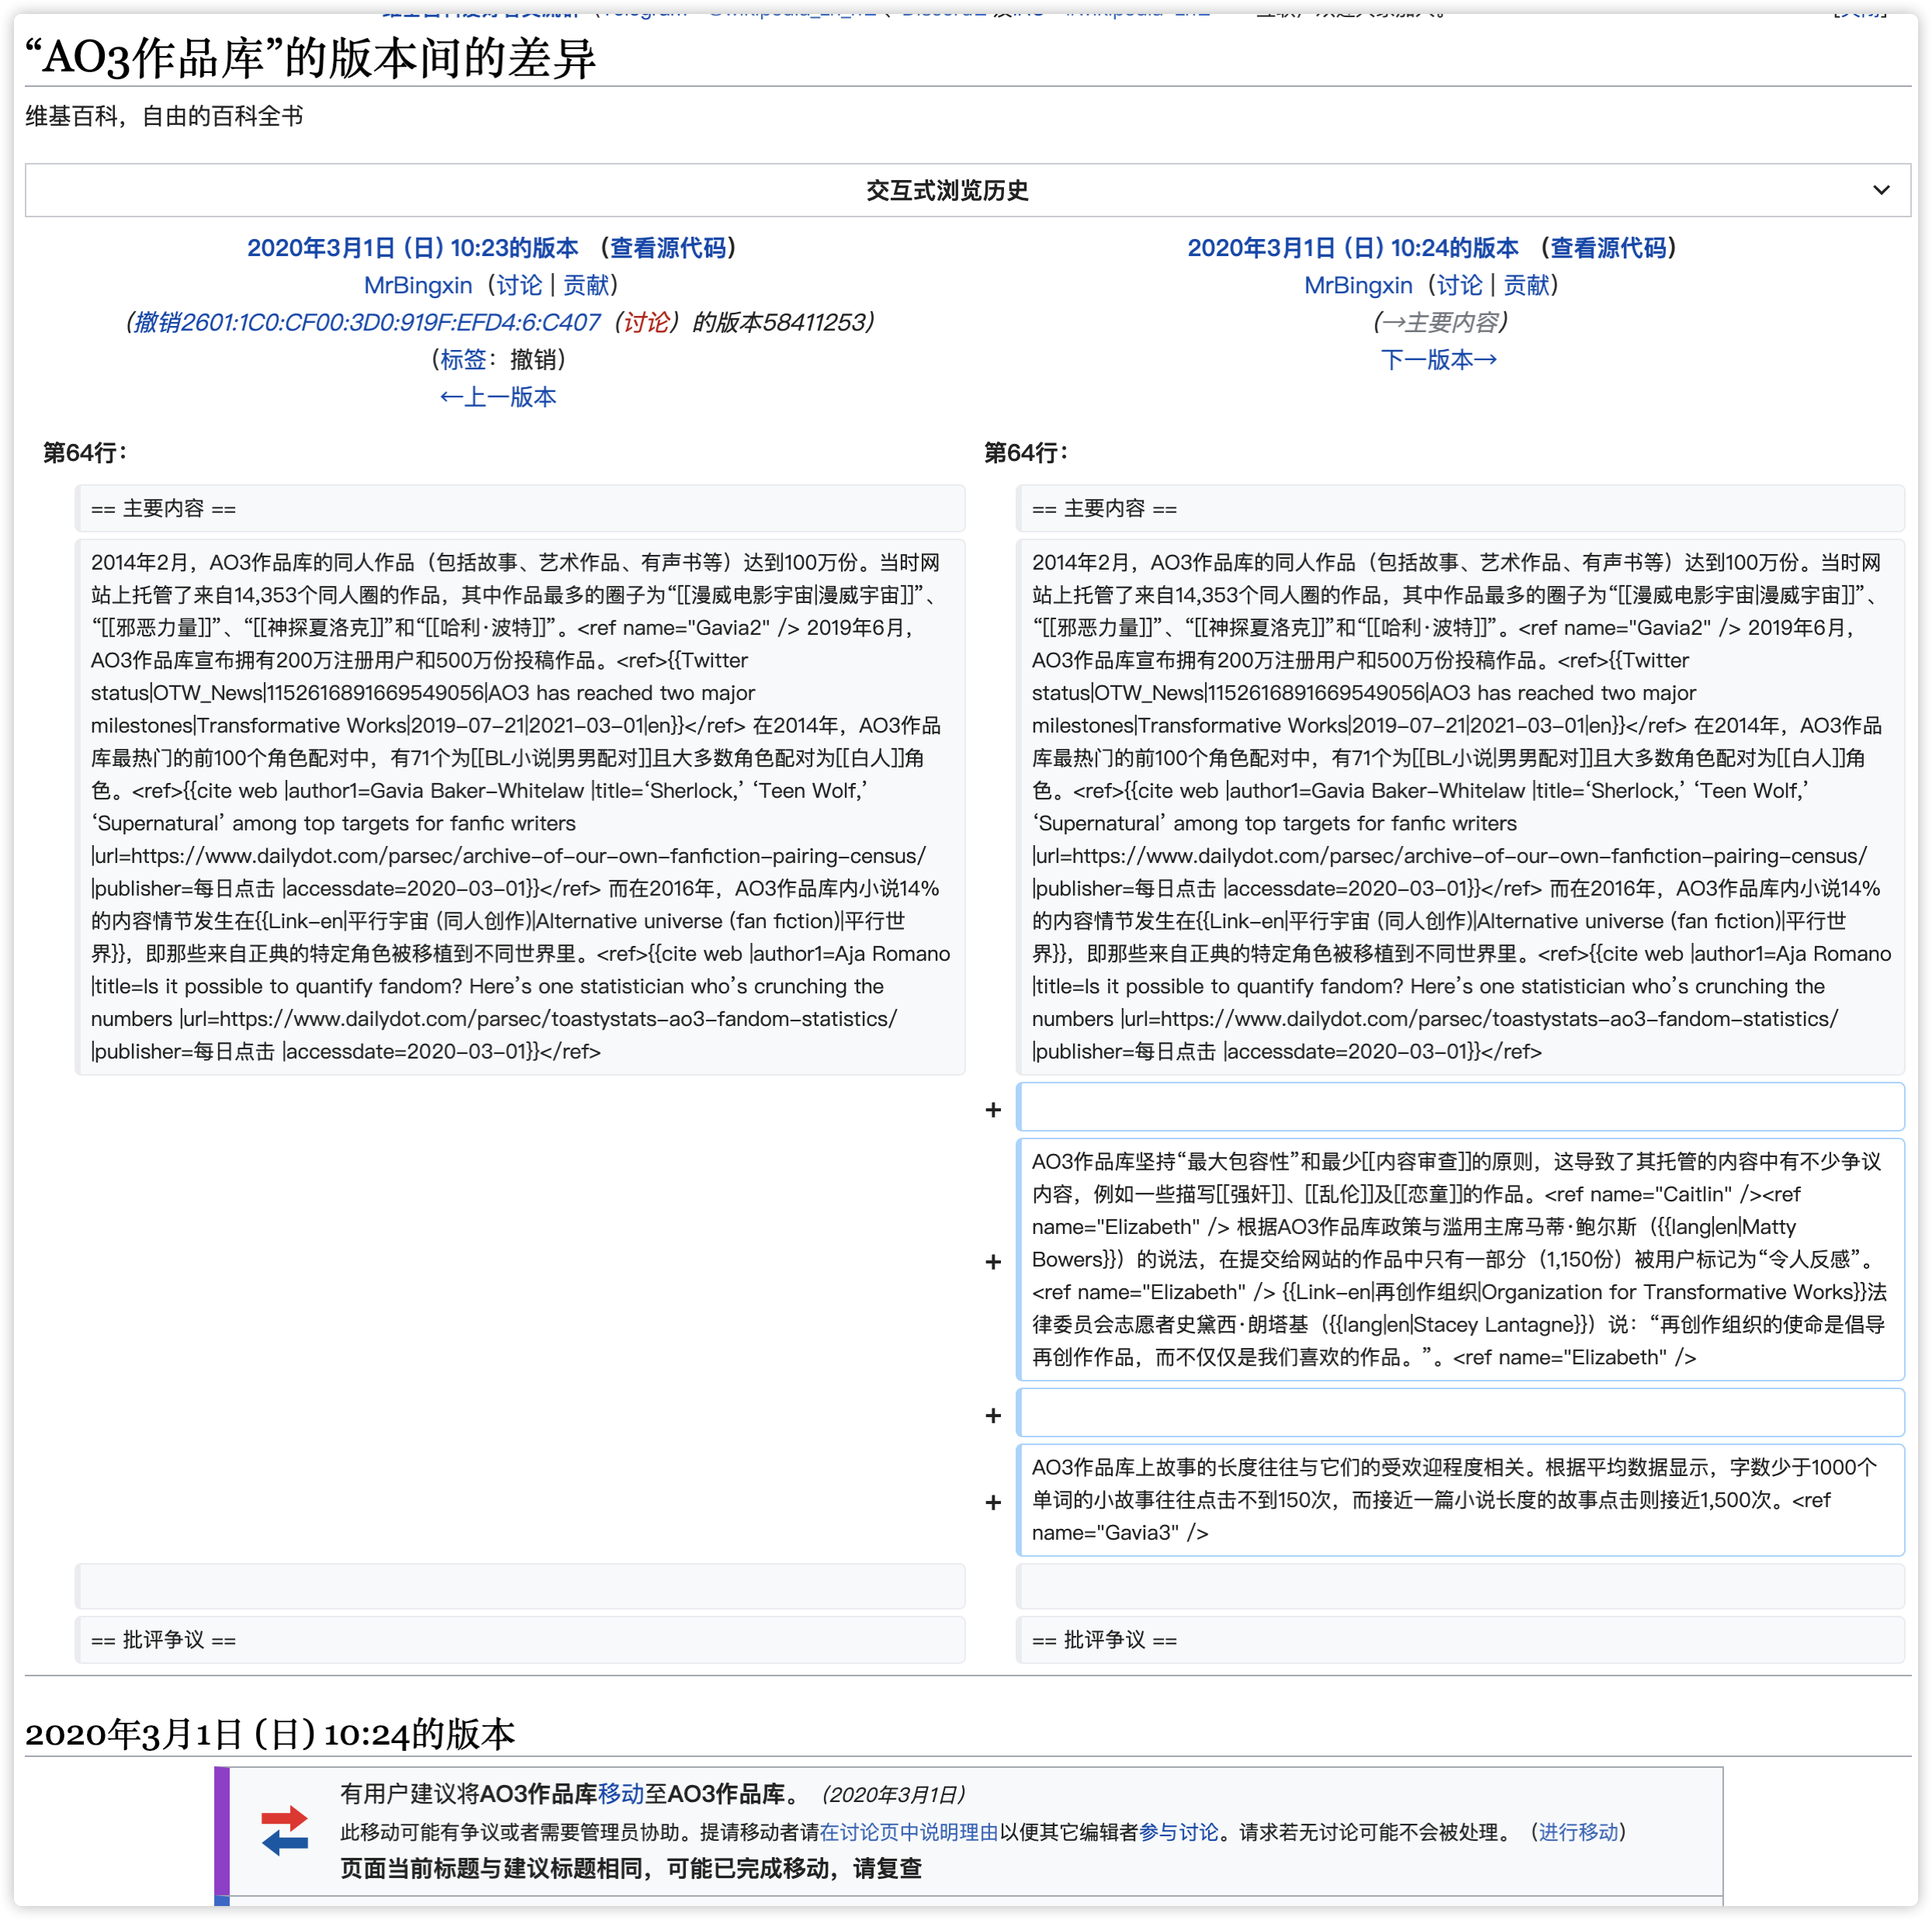 “AO3作品库”的版本间的差异
维基百科，自由的百科全书
交互式浏览历史
2020年3月1日 (日) 10:23的版本 （查看源代码）
MrBingxin（讨论 | 贡献）
（撤销2601:1C0:CF00:3D0:919F:EFD4:6:C407（讨论）的版本58411253）
（标签：撤销）
←上一版本
2020年3月1日 (日) 10:24的版本 （查看源代码）
MrBingxin（讨论 | 贡献）
（→主要内容）
下一版本→
第64行：
== 主要内容 ==
2014年2月，AO3作品库的同人作品（包括故事、艺术作品、有声书等）达到100万份。当时网
站上托管了来自14,353个同人圈的作品，其中作品最多的圈子为“[[漫威电影宇宙|漫威宇宙]]”、
“[[邪恶力量]]”、“[[神探夏洛克]]”和“[[哈利·波特]]”。<ref name="Gavia2" /> 2019年6月，
AO3作品库宣布拥有200万注册用户和500万份投稿作品。<ref>{{Twitter
status|OTW_News|1152616891669549056|AO3 has reached two major
milestones|Transformative Works|2019-07-21|2021-03-01|en}}</ref> 在2014年，AO3作品
库最热门的前100个角色配对中，有71个为[[BL小说|男男配对]]且大多数角色配对为[[白人]]角
色。<ref>{{cite web |author1=Gavia Baker-Whitelaw |title=‘Sherlock,’ ‘Teen Wolf,’
‘Supernatural’ among top targets for fanfic writers
|url=https://www.dailydot.com/parsec/archive-of-our-own-fanfiction-pairing-census/
|publisher=每日点击 |accessdate=2020-03-01}}</ref> 而在2016年，AO3作品库内小说14%
的内容情节发生在{{Link-en|平行宇宙 (同人创作)|Alternative universe (fan fiction)|平行世
界}}，即那些来自正典的特定角色被移植到不同世界里。<ref>{{cite web |author1=Aja Romano
|title=Is it possible to quantify fandom? Here’s one statistician who’s crunching the
numbers |url=https://www.dailydot.com/parsec/toastystats-ao3-fandom-statistics/
|publisher=每日点击 |accessdate=2020-03-01}}</ref>
== 批评争议 ==
第64行：
== 主要内容 ==
2014年2月，AO3作品库的同人作品（包括故事、艺术作品、有声书等）达到100万份。当时网
站上托管了来自14,353个同人圈的作品，其中作品最多的圈子为“[[漫威电影宇宙|漫威宇宙]]”、
“[[邪恶力量]]”、“[[神探夏洛克]]”和“[[哈利·波特]]”。<ref name="Gavia2" /> 2019年6月，
AO3作品库宣布拥有200万注册用户和500万份投稿作品。<ref>{{Twitter
status|OTW_News|1152616891669549056|AO3 has reached two major
milestones|Transformative Works|2019-07-21|2021-03-01|en}}</ref> 在2014年，AO3作品
库最热门的前100个角色配对中，有71个为[[BL小说|男男配对]]且大多数角色配对为[[白人]]角
色。<ref>{{cite web |author1=Gavia Baker-Whitelaw |title=‘Sherlock,’ ‘Teen Wolf,’
‘Supernatural’ among top targets for fanfic writers
|url=https://www.dailydot.com/parsec/archive-of-our-own-fanfiction-pairing-census/
|publisher=每日点击 |accessdate=2020-03-01}}</ref> 而在2016年，AO3作品库内小说14%
的内容情节发生在{{Link-en|平行宇宙 (同人创作)|Alternative universe (fan fiction)|平行世
界}}，即那些来自正典的特定角色被移植到不同世界里。<ref>{{cite web |author1=Aja Romano
|title=Is it possible to quantify fandom? Here’s one statistician who’s crunching the
numbers |url=https://www.dailydot.com/parsec/toastystats-ao3-fandom-statistics/
|publisher=每日点击 |accessdate=2020-03-01}}</ref>
+
AO3作品库坚持“最大包容性”和最少[[内容审查]]的原则，这导致了其托管的内容中有不少争议
内容，例如一些描写[[强奸]]、[[乱伦]]及[[恋童]]的作品。<ref name="Caitlin" /><ref
name="Elizabeth" /> 根据AO3作品库政策与滥用主席马蒂·鲍尔斯（{{lang|en|Matty
+ Bowers}}）的说法，在提交给网站的作品中只有一部分（1,150份）被用户标记为“令人反感”。
<ref name="Elizabeth" /> {{Link-en|再创作组织|Organization for Transformative Works}}法
律委员会志愿者史黛西·朗塔基（{{lang|en|Stacey Lantagne}}）说：“再创作组织的使命是倡导
再创作作品，而不仅仅是我们喜欢的作品。”。<ref name="Elizabeth" />
+
AO3作品库上故事的长度往往与它们的受欢迎程度相关。根据平均数据显示，字数少于1000个
+ 单词的小故事往往点击不到150次，而接近一篇小说长度的故事点击则接近1,500次。<ref
name="Gavia3" />
== 批评争议 ==
2020年3月1日 (日) 10:24的版本
有用户建议将AO3作品库移动至AO3作品库。（2020年3月1日）
此移动可能有争议或者需要管理员协助。提请移动者请在讨论页中说明理由以便其它编辑者参与讨论。请求若无讨论可能不会被处理。（进行移动）
页面当前标题与建议标题相同，可能已完成移动，请复查